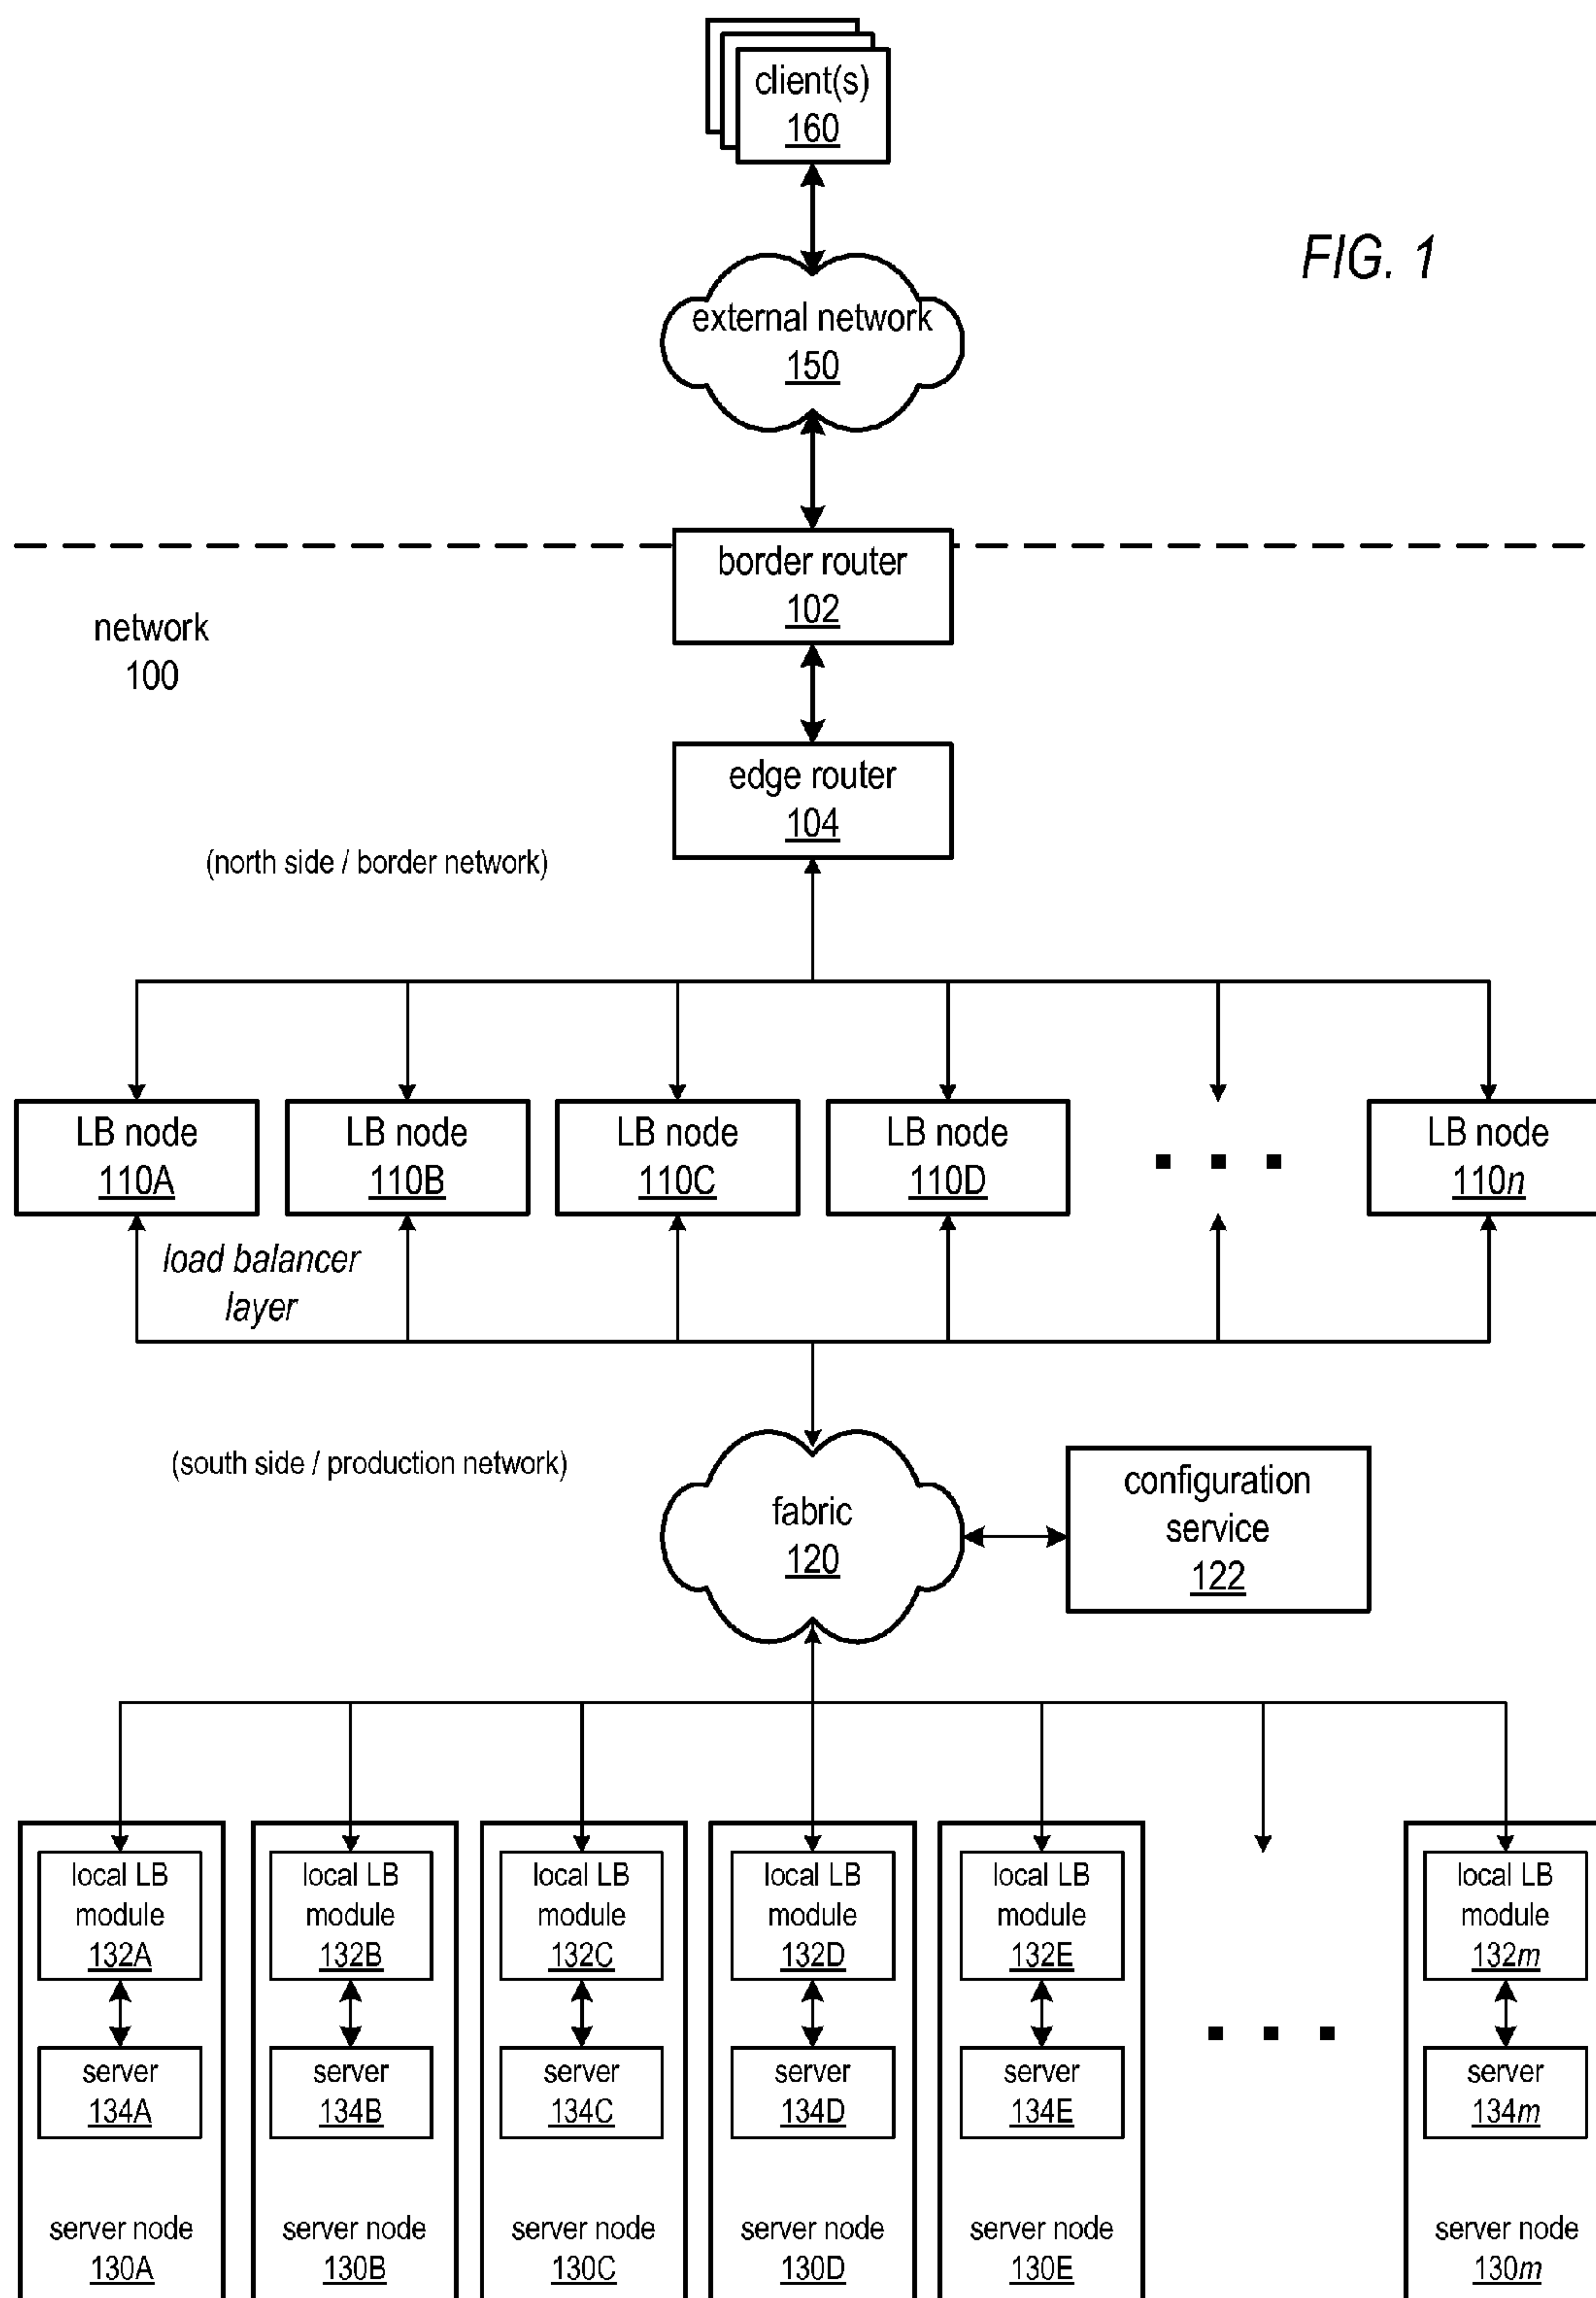 client(s)
160
FIG. 1
external network
150
border router
102
network
100
edge router
104
(north side / border network)
LB node
110A
LB node
110B
LB node
110C
LB node
110D
LB node
110n
load balancer
layer
(south side / production network)
fabric
120
configuration
service
122
local LB
module
132A
server
134A
server node
130A
local LB
module
132B
server
134B
server node
130B
local LB
module
132C
server
134C
server node
130C
local LB
module
132D
server
134D
server node
130D
local LB
module
132E
server
134E
server node
130E
local LB
module
132m
server
134m
server node
130m